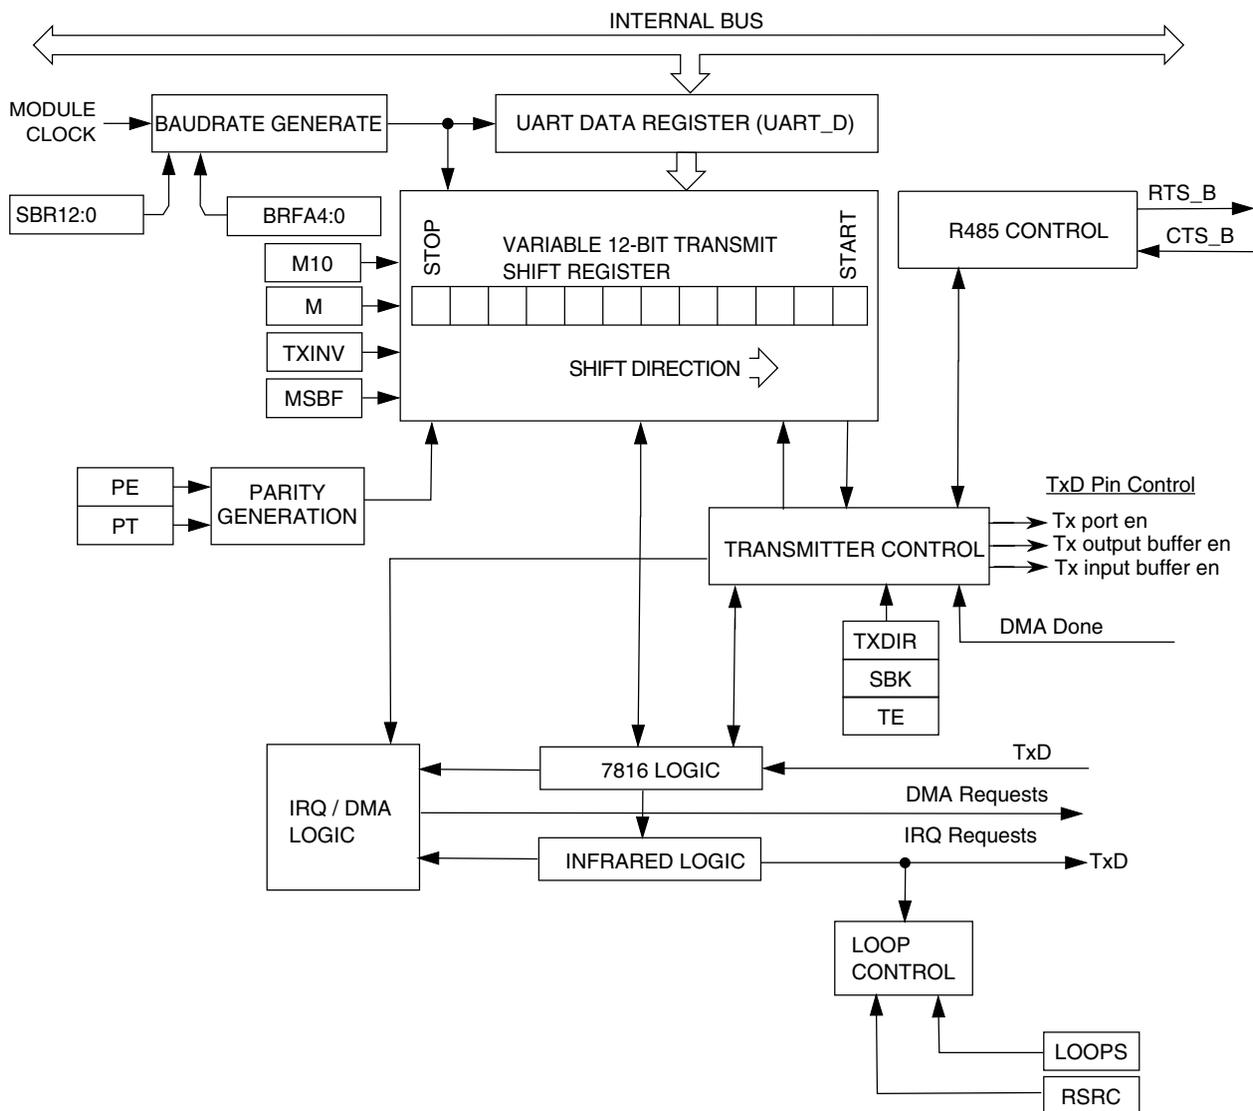 INTERNAL BUS
MODULE
CLOCK
BAUDRATE GENERATE
UART DATA REGISTER (UART_D)
SBR12:0
BRFA4:0
RTS_B
R485 CONTROL
CTS_B
STOP
VARIABLE 12-BIT TRANSMIT
SHIFT REGISTER
START
M10
M
TXINV
MSBF
SHIFT DIRECTION
PE
PT
PARITY
GENERATION
TxD Pin Control
Tx port en
Tx output buffer en
Tx input buffer en
TRANSMITTER CONTROL
DMA Done
TXDIR
SBK
TE
IRQ / DMA
LOGIC
7816 LOGIC
TxD
DMA Requests
IRQ Requests
INFRARED LOGIC
TxD
LOOP
CONTROL
LOOPS
RSRC